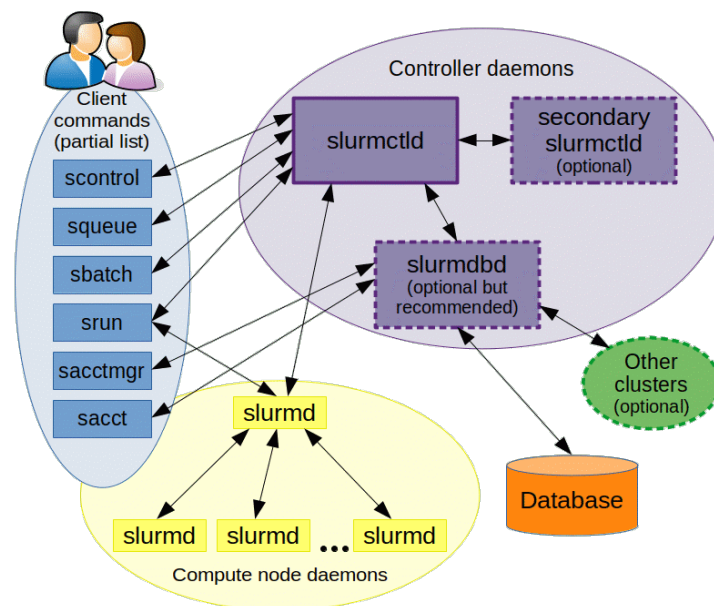 Client
commands
(partial list)
scontrol
squeue
sbatch
srun
sacctmgr
sacct
Controller daemons
slurmctld
secondary
slurmctld
(optional)
slurmdbd
(optional but
recommended)
Other
clusters
(optional)
Database
slurmd
slurmd
slurmd
...
slurmd
Compute node daemons